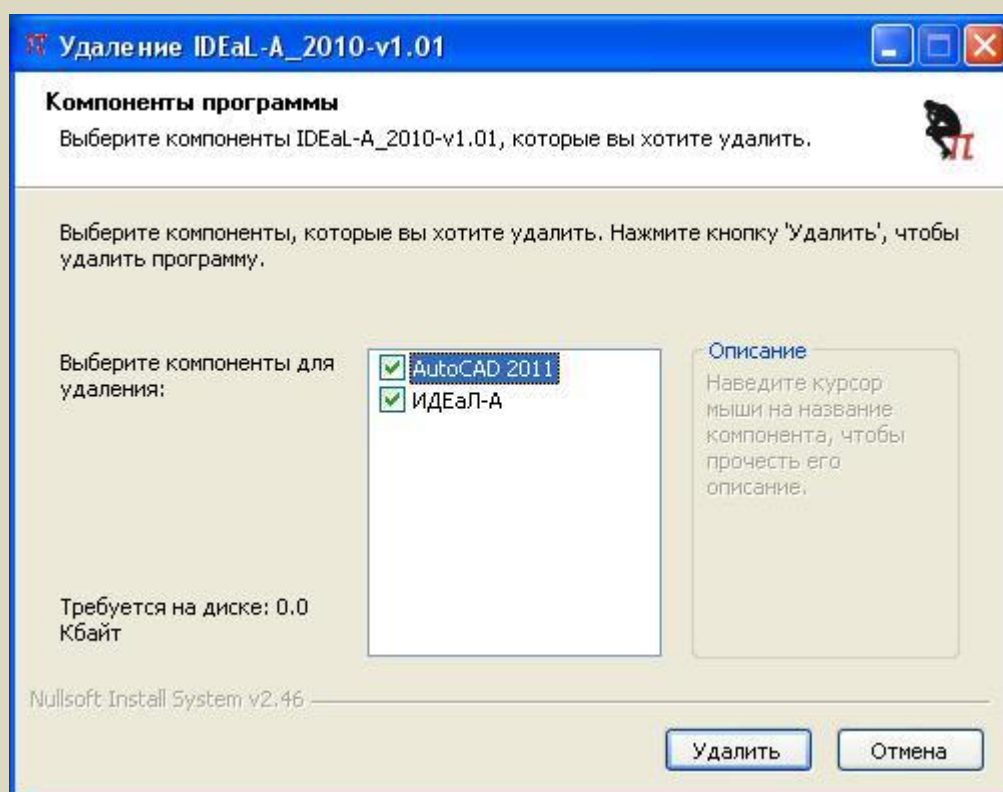 Удаление IDEaL-A_2010-v1.01
Компоненты программы
Выберите компоненты IDEaL-A_2010-v1.01, которые вы хотите удалить.
π
Выберите компоненты, которые вы хотите удалить. Нажмите кнопку 'Удалить', чтобы
удалить программу.
Выберите компоненты для
удаления:
AutoCAD 2011
ИДЕаЛ-А
Описание
Наведите курсор
мыши на название
компонента, чтобы
прочесть его
описание.
Требуется на диске: 0.0
Кбайт
Nullsoft Install System v2.46
Удалить
Отмена